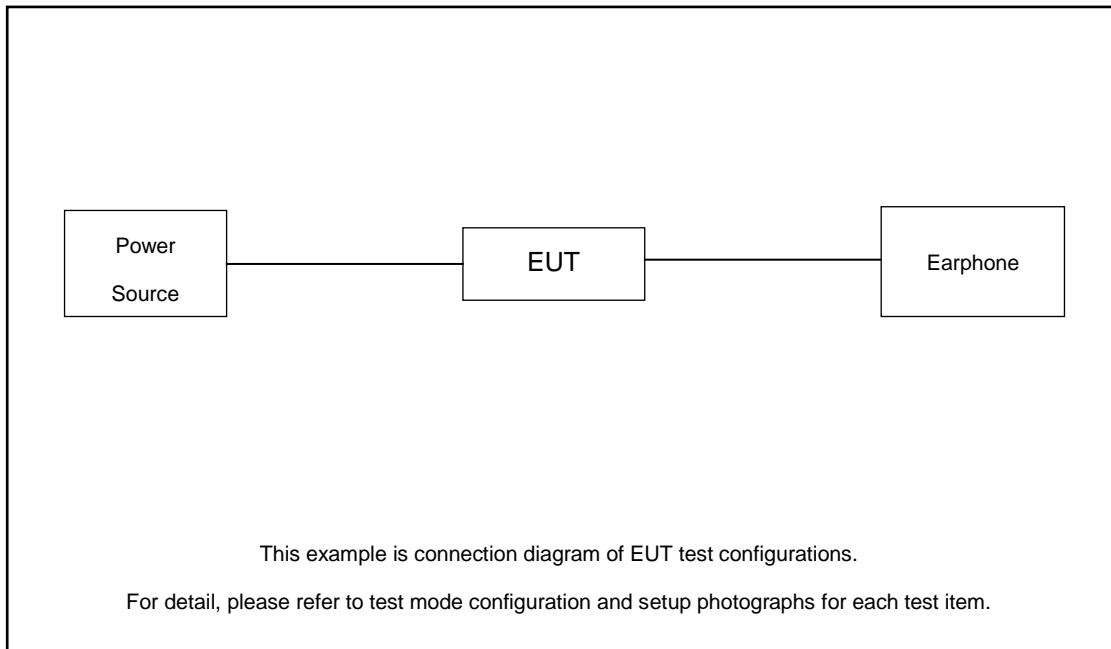 Power
Source
EUT
Earphone
This example is connection diagram of EUT test configurations.
For detail, please refer to test mode configuration and setup photographs for each test item.